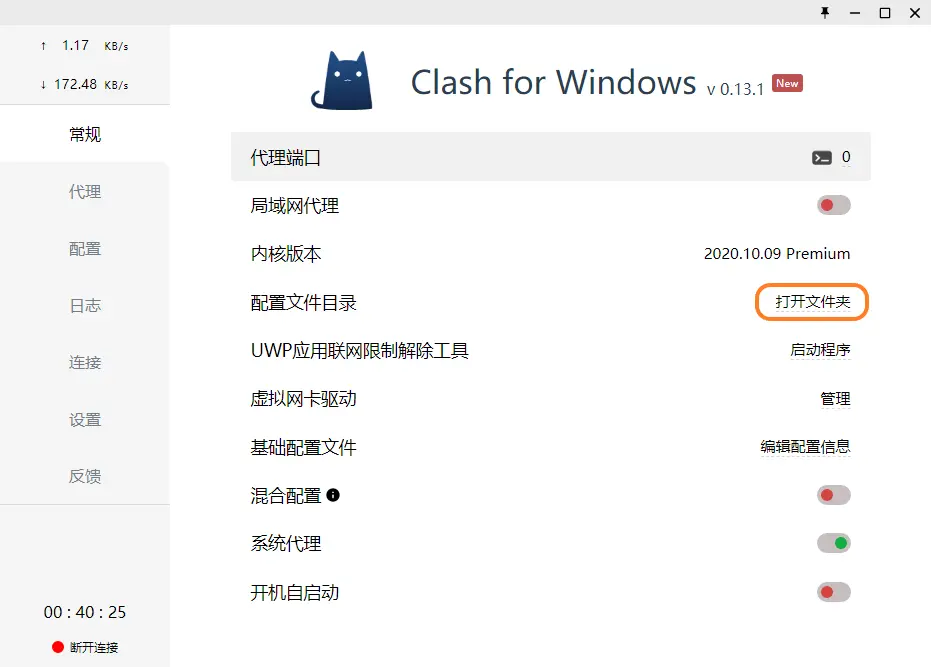 ↑ 1.17 KB/s
↓ 172.48 KB/s
常规
代理
配置
日志
连接
设置
反馈
00 : 40 : 25
断开连接
Clash for Windows v 0.13.1 New
代理端口 0
局域网代理
内核版本 2020.10.09 Premium
配置文件目录 打开文件夹
UWP应用联网限制解除工具 启动程序
虚拟网卡驱动 管理
基础配置文件 编辑配置信息
混合配置
系统代理
开机自启动